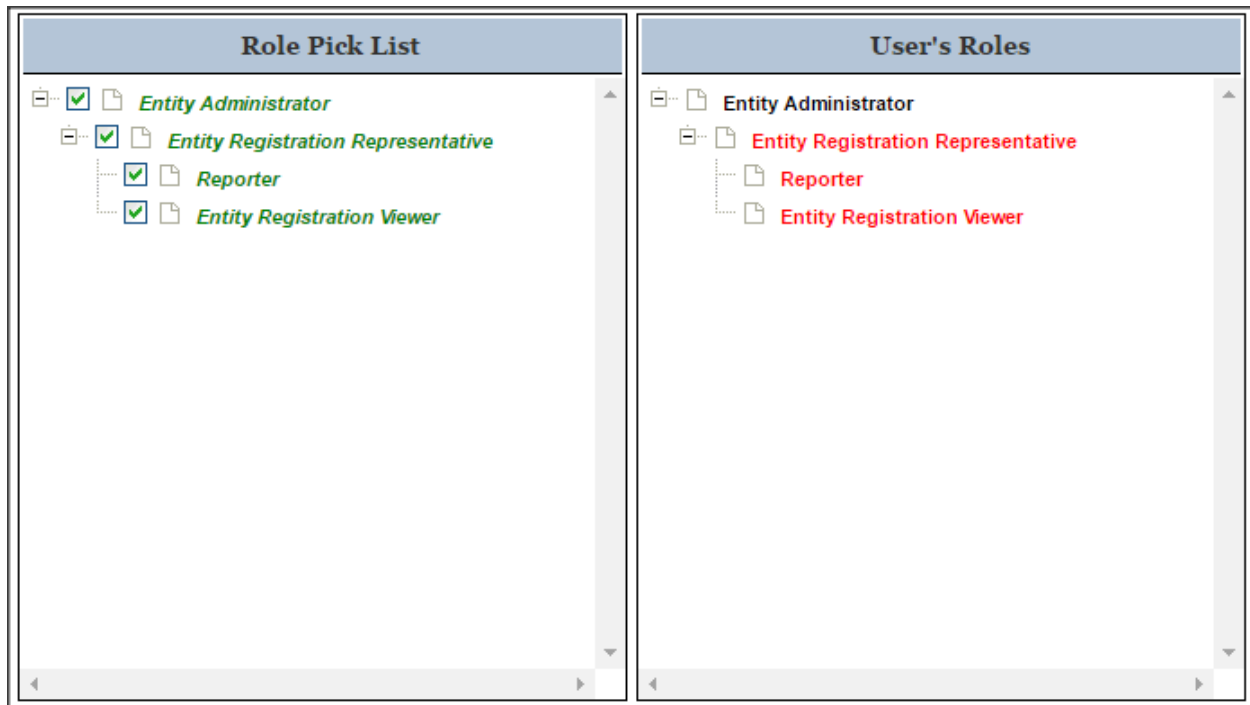 Role Pick List
Entity Administrator
Entity Registration Representative
Reporter
Entity Registration Viewer
User's Roles
Entity Administrator
Entity Registration Representative
Reporter
Entity Registration Viewer